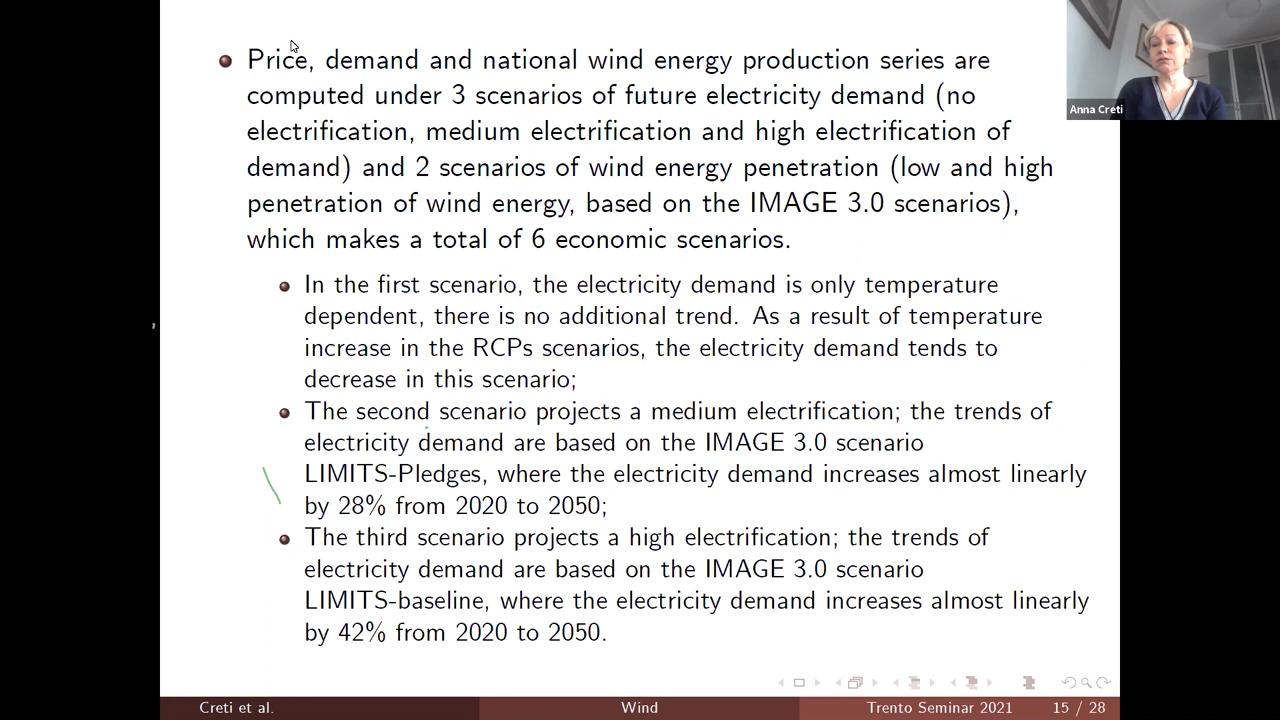 Price, demand and national wind energy production series are
computed under 3 scenarios of future electricity demand (no
electrification, medium electrification and high electrification of
demand) and 2 scenarios of wind energy penetration (low and high
penetration of wind energy, based on the IMAGE 3.0 scenarios),
which makes a total of 6 economic scenarios.
In the first scenario, the electricity demand is only temperature
dependent, there is no additional trend. As a result of temperature
increase in the RCPs scenarios, the electricity demand tends to
decrease in this scenario;
The second scenario projects a medium electrification; the trends of
electricity demand are based on the IMAGE 3.0 scenario
LIMITS-Pledges, where the electricity demand increases almost linearly
by 28% from 2020 to 2050;
The third scenario projects a high electrification; the trends of
electricity demand are based on the IMAGE 3.0 scenario
LIMITS-baseline, where the electricity demand increases almost linearly
by 42% from 2020 to 2050.
Anna Creti
Creti et al. Wind Trento Seminar 2021 15 / 28